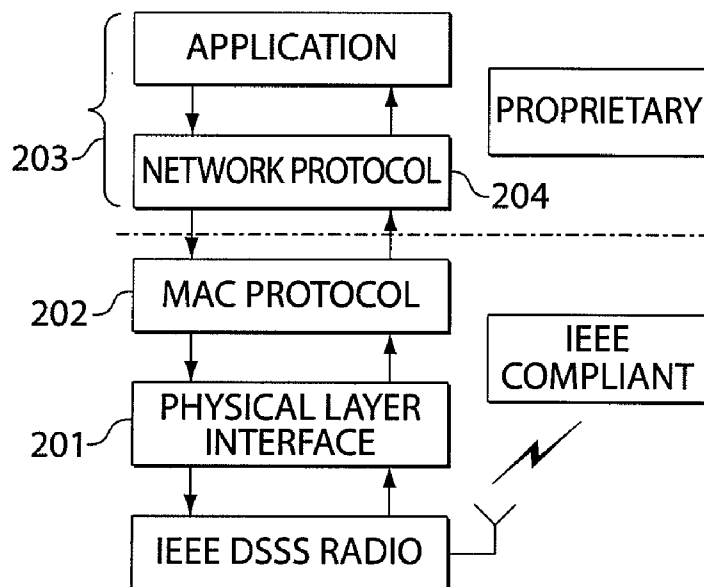 APPLICATION
PROPRIETARY
203
NETWORK PROTOCOL
204
MAC PROTOCOL
202
IEEE
COMPLIANT
PHYSICAL LAYER
INTERFACE
201
IEEE DSSS RADIO